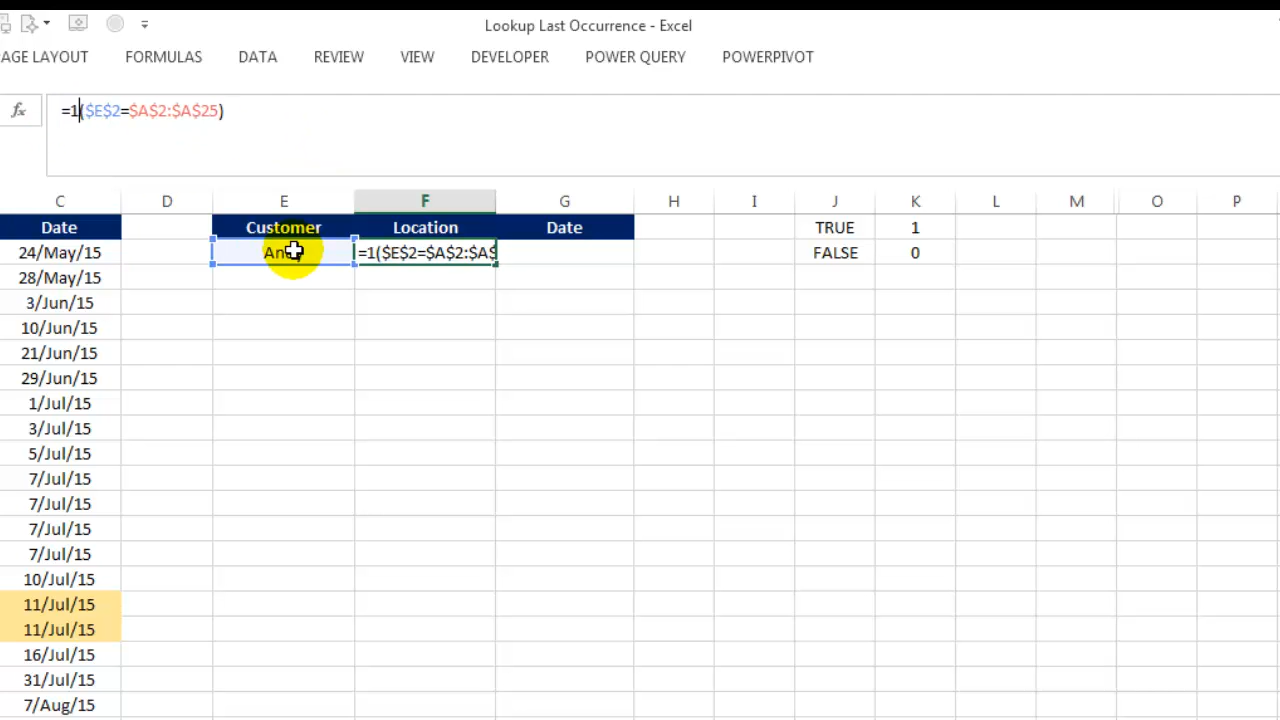 Lookup Last Occurrence - Excel
AGE LAYOUT FORMULAS DATA REVIEW VIEW DEVELOPER POWER QUERY POWERPIVOT
fx =1($E$2=$A$2:$A$25)
C D E F G H I J K L M N O P
Date Customer Location Date TRUE 1
24/May/15 =1($E$2=$A$2:$A$ FALSE 0
28/May/15
3/Jun/15
10/Jun/15
21/Jun/15
29/Jun/15
1/Jul/15
3/Jul/15
5/Jul/15
7/Jul/15
7/Jul/15
7/Jul/15
7/Jul/15
10/Jul/15
11/Jul/15
11/Jul/15
16/Jul/15
31/Jul/15
7/Aug/15